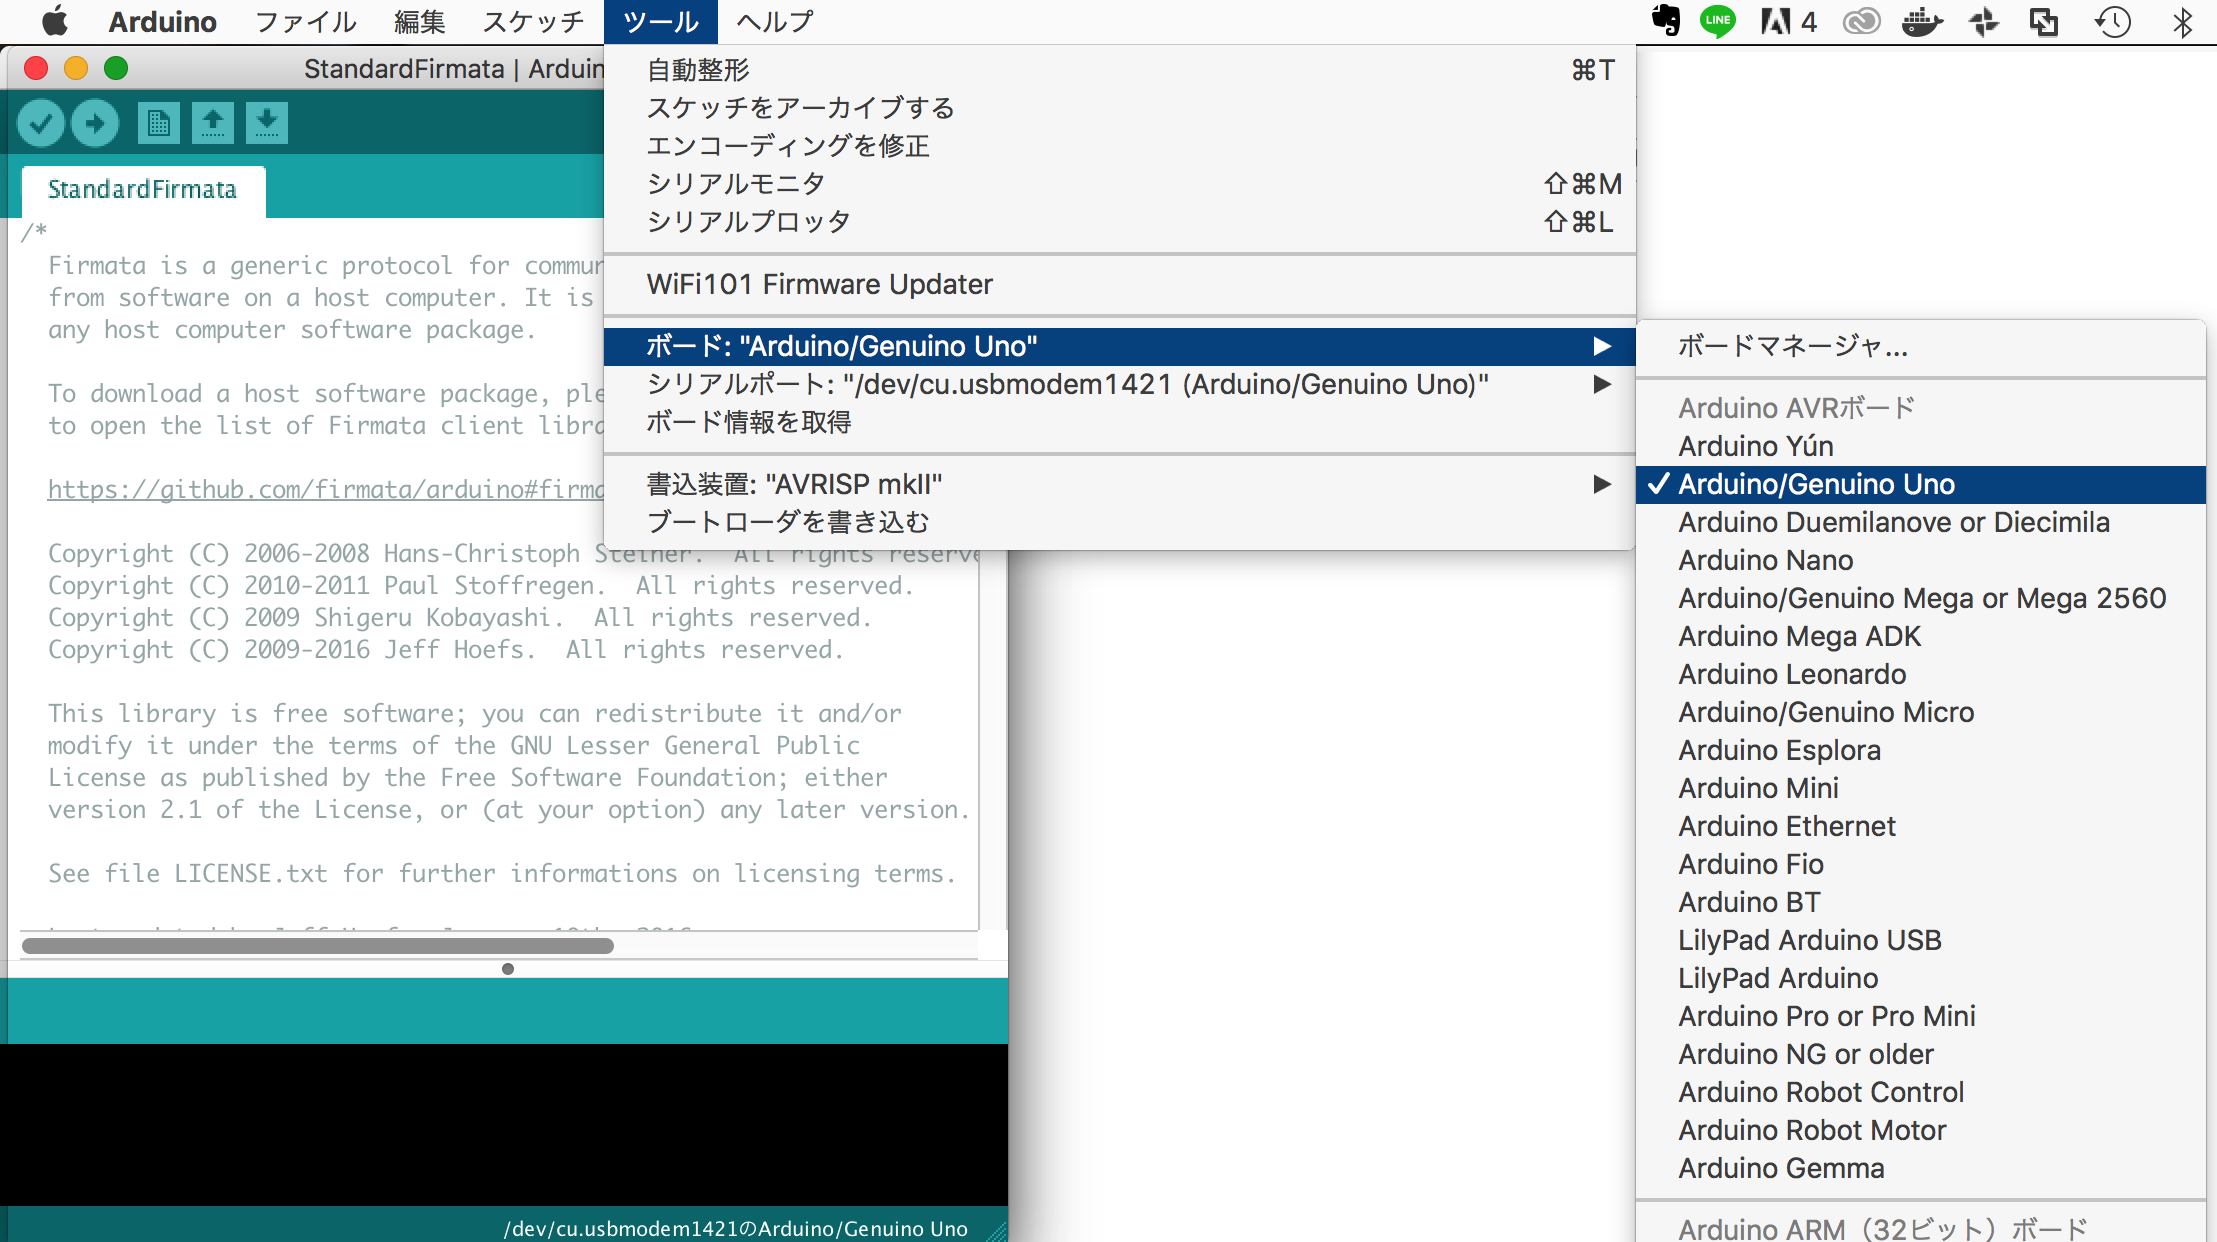 Arduino ファイル 編集 スケッチ ツール ヘルプ
LINE
4
StandardFirmata | Arduin
StandardFirmata
/*
Firmata is a generic protocol for commun
from software on a host computer. It is
any host computer software package.
To download a host software package, ple
to open the list of Firmata client libra
https://github.com/firmata/arduino#firma
Copyright (C) 2006-2008 Hans-Christoph Steiner.  All rights reserve
Copyright (C) 2010-2011 Paul Stoffregen.  All rights reserved.
Copyright (C) 2009 Shigeru Kobayashi.  All rights reserved.
Copyright (C) 2009-2016 Jeff Hoefs.  All rights reserved.
This library is free software; you can redistribute it and/or
modify it under the terms of the GNU Lesser General Public
License as published by the Free Software Foundation; either
version 2.1 of the License, or (at your option) any later version.
See file LICENSE.txt for further informations on licensing terms.
/dev/cu.usbmodem1421のArduino/Genuino Uno
自動整形 ⌘T
スケッチをアーカイブする
エンコーディングを修正
シリアルモニタ ⇧⌘M
シリアルプロッタ ⇧⌘L
WiFi101 Firmware Updater
ボード: "Arduino/Genuino Uno"
シリアルポート: "/dev/cu.usbmodem1421 (Arduino/Genuino Uno)"
ボード情報を取得
書込装置: "AVRISP mkII"
ブートローダを書き込む
ボードマネージャ...
Arduino AVRボード
Arduino Yún
✓ Arduino/Genuino Uno
Arduino Duemilanove or Diecimila
Arduino Nano
Arduino/Genuino Mega or Mega 2560
Arduino Mega ADK
Arduino Leonardo
Arduino/Genuino Micro
Arduino Esplora
Arduino Mini
Arduino Ethernet
Arduino Fio
Arduino BT
LilyPad Arduino USB
LilyPad Arduino
Arduino Pro or Pro Mini
Arduino NG or older
Arduino Robot Control
Arduino Robot Motor
Arduino Gemma
Arduino ARM（32ビット）ボード